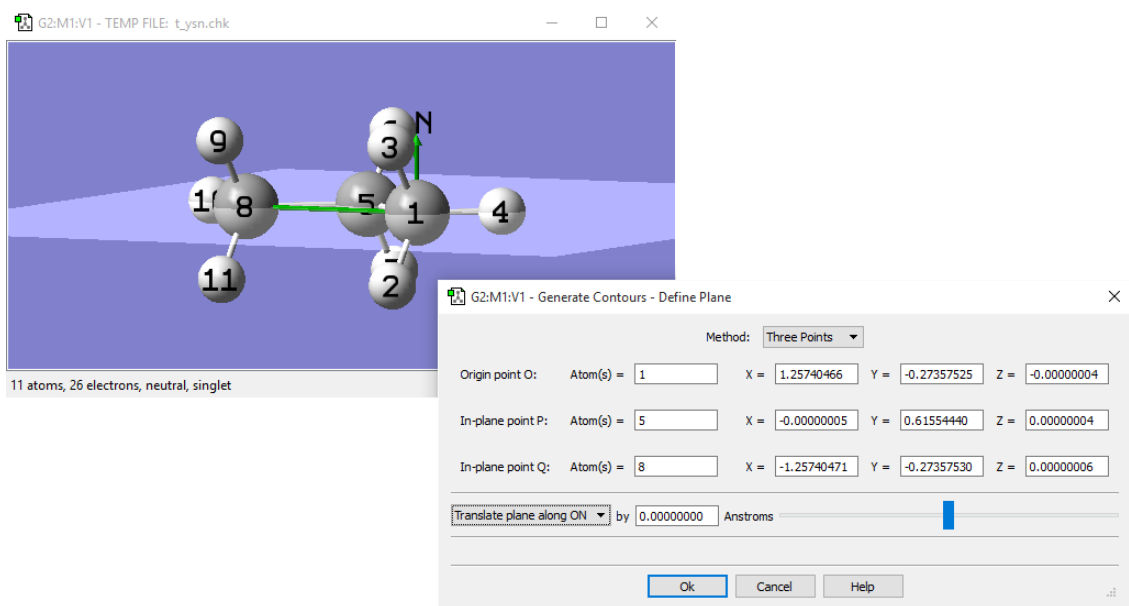 G2:M1:V1 - TEMP FILE: t_ysn.chk
N
9
3
10
8
5
1
4
11
2
11 atoms, 26 electrons, neutral, singlet
G2:M1:V1 - Generate Contours - Define Plane
Method: Three Points
Origin point O: Atom(s) = 1 X = 1.25740466 Y = -0.27357525 Z = -0.00000004
In-plane point P: Atom(s) = 5 X = -0.00000005 Y = 0.61554440 Z = 0.00000004
In-plane point Q: Atom(s) = 8 X = -1.25740471 Y = -0.27357530 Z = 0.00000006
Translate plane along ON by 0.00000000 Anstroms
Ok Cancel Help